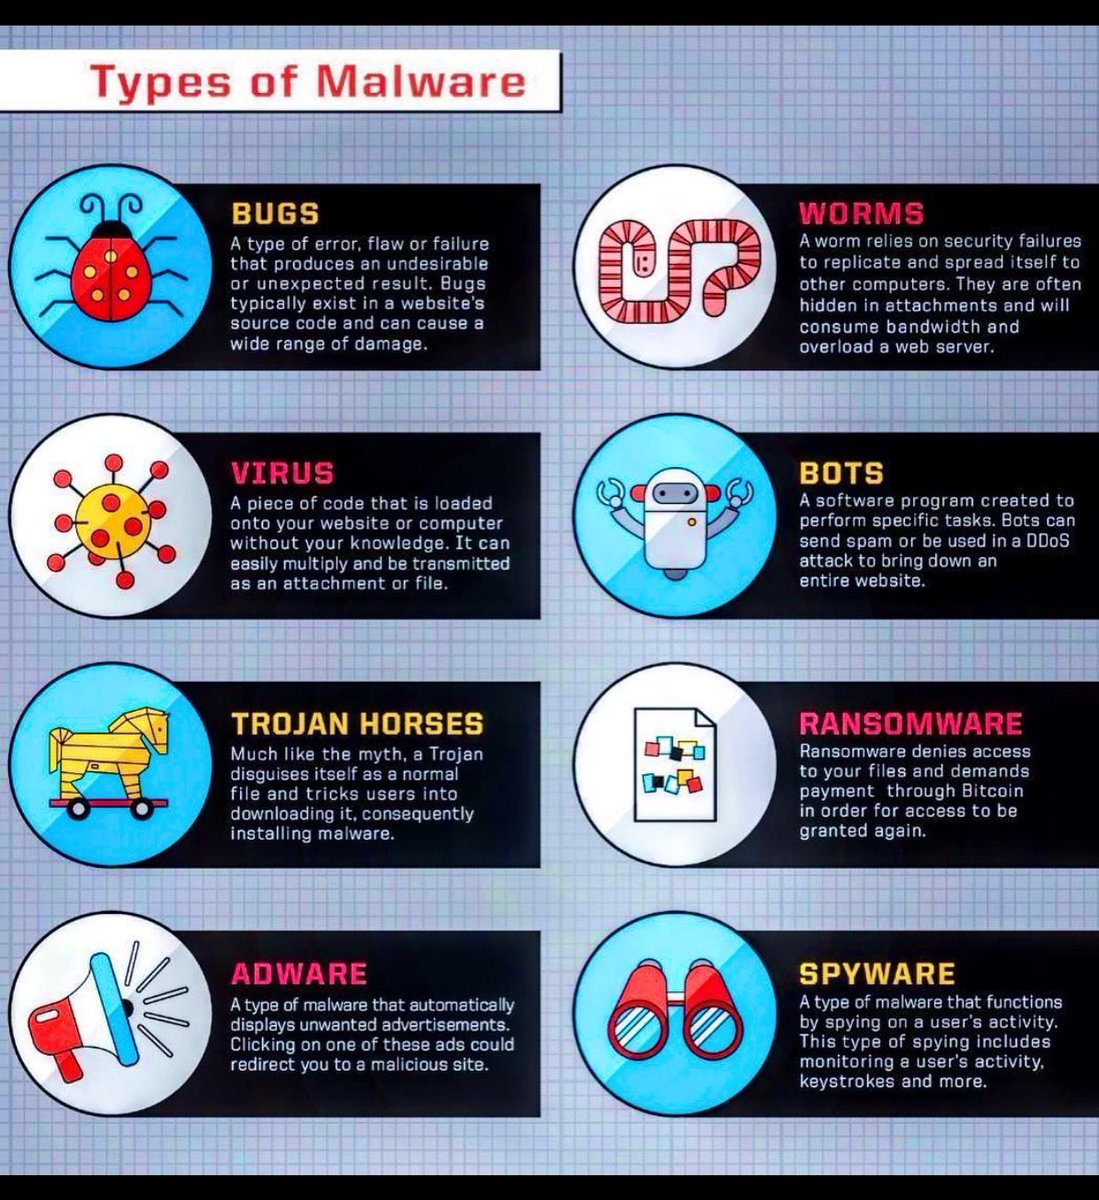 Types of Malware
BUGS
A type of error, flaw or failure
that produces an undesirable
or unexpected result. Bugs
typically exist in a website's
source code and can cause a
wide range of damage.
WORMS
A worm relies on security failures
to replicate and spread itself to
other computers. They are often
hidden in attachments and will
consume bandwidth and
overload a web server.
VIRUS
A piece of code that is loaded
onto your website or computer
without your knowledge. It can
easily multiply and be transmitted
as an attachment or file.
BOTS
A software program created to
perform specific tasks. Bots can
send spam or be used in a DDoS
attack to bring down an
entire website.
TROJAN HORSES
Much like the myth, a Trojan
disguises itself as a normal
file and tricks users into
downloading it, consequently
installing malware.
RANSOMWARE
Ransomware denies access
to your files and demands
payment through Bitcoin
in order for access to be
granted again.
ADWARE
A type of malware that automatically
displays unwanted advertisements.
Clicking on one of these ads could
redirect you to a malicious site.
SPYWARE
A type of malware that functions
by spying on a user's activity.
This type of spying includes
monitoring a user's activity,
keystrokes and more.